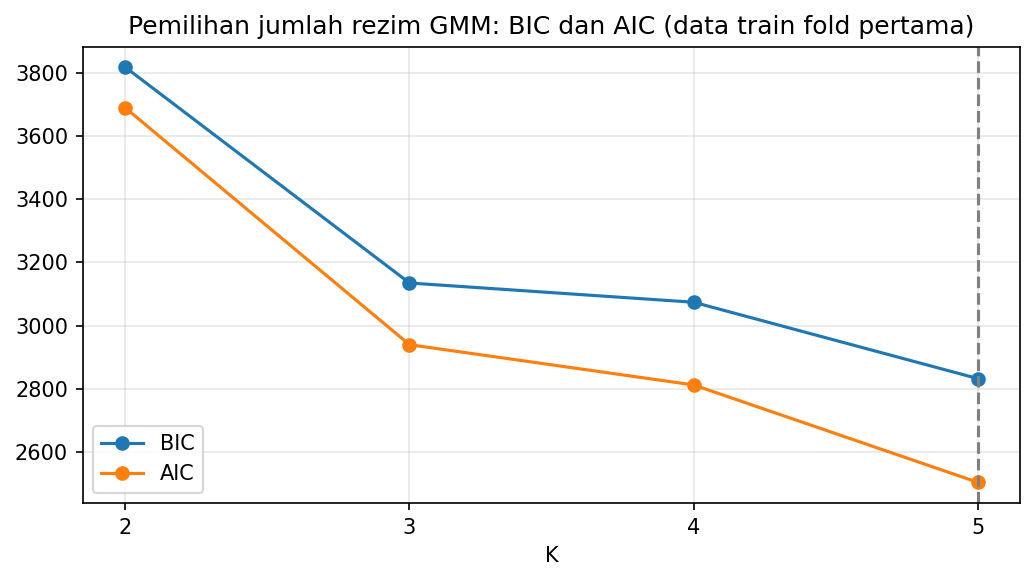 Pemilihan jumlah rezim GMM: BIC dan AIC (data train fold pertama)
3800
3600
3400
3200
3000
2800
2600
BIC
AIC
2
3
4
5
K